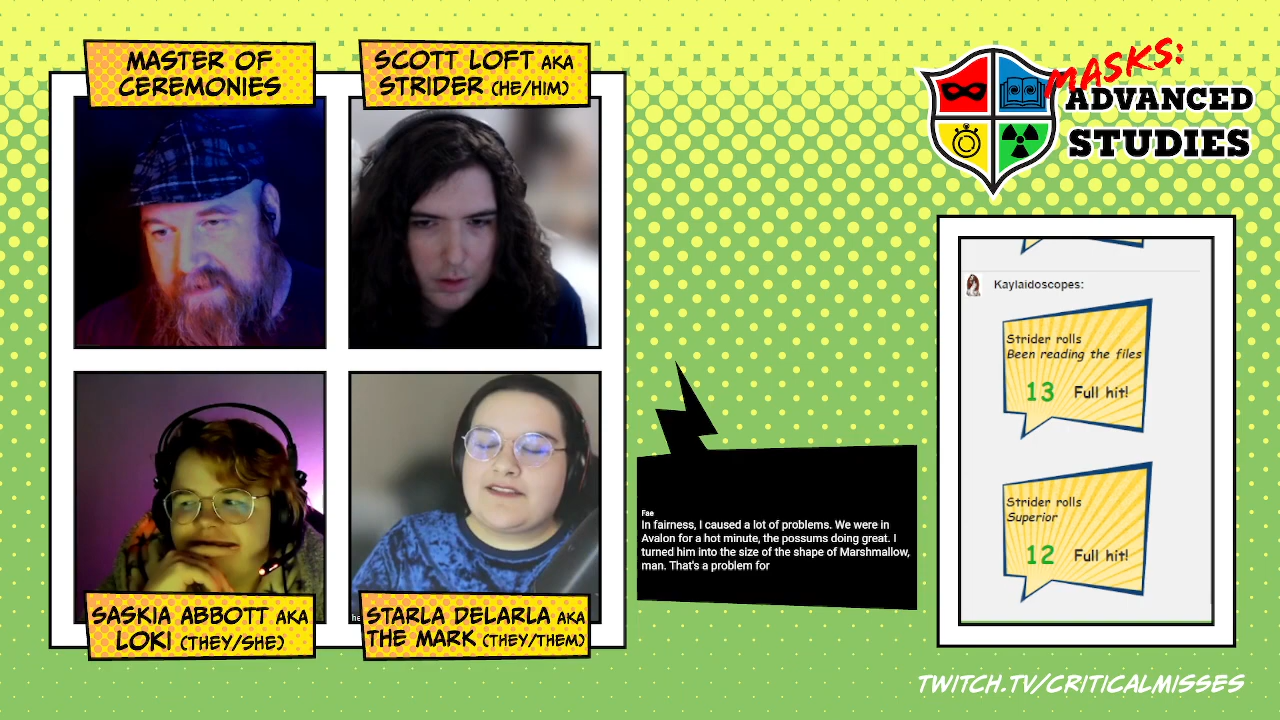 MASTER OF
CEREMONIES
SCOTT LOFT AKA
STRIDER (HE/HIM)
SASKIA ABBOTT AKA
LOKI (THEY/SHE)
he
STARLA DELARLA AKA
THE MARK (THEY/THEM)
Fae
In fairness, I caused a lot of problems. We were in
Avalon for a hot minute, the possums doing great. I
turned him into the size of the shape of Marshmallow,
man. That's a problem for
MASKS:
ADVANCED
STUDIES
Kaylaidoscopes:
Strider rolls
Been reading the files
13 Full hit!
Strider rolls
Superior
12 Full hit!
TWITCH.TV/CRITICALMISSES